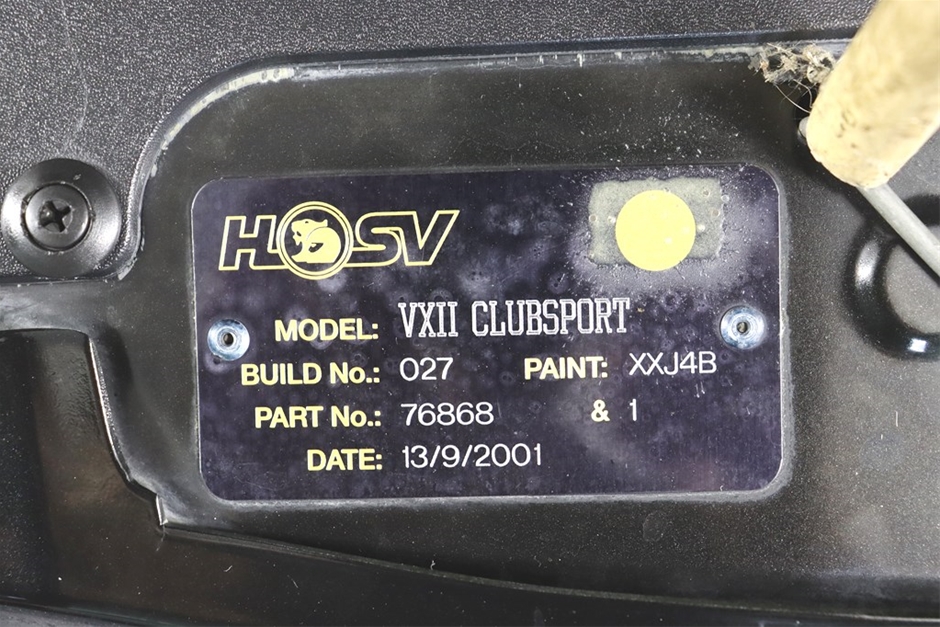 HSV
MODEL: VXII CLUBSPORT
BUILD No.: 027 PAINT: XXJ4B
PART No.: 76868 & 1
DATE: 13/9/2001